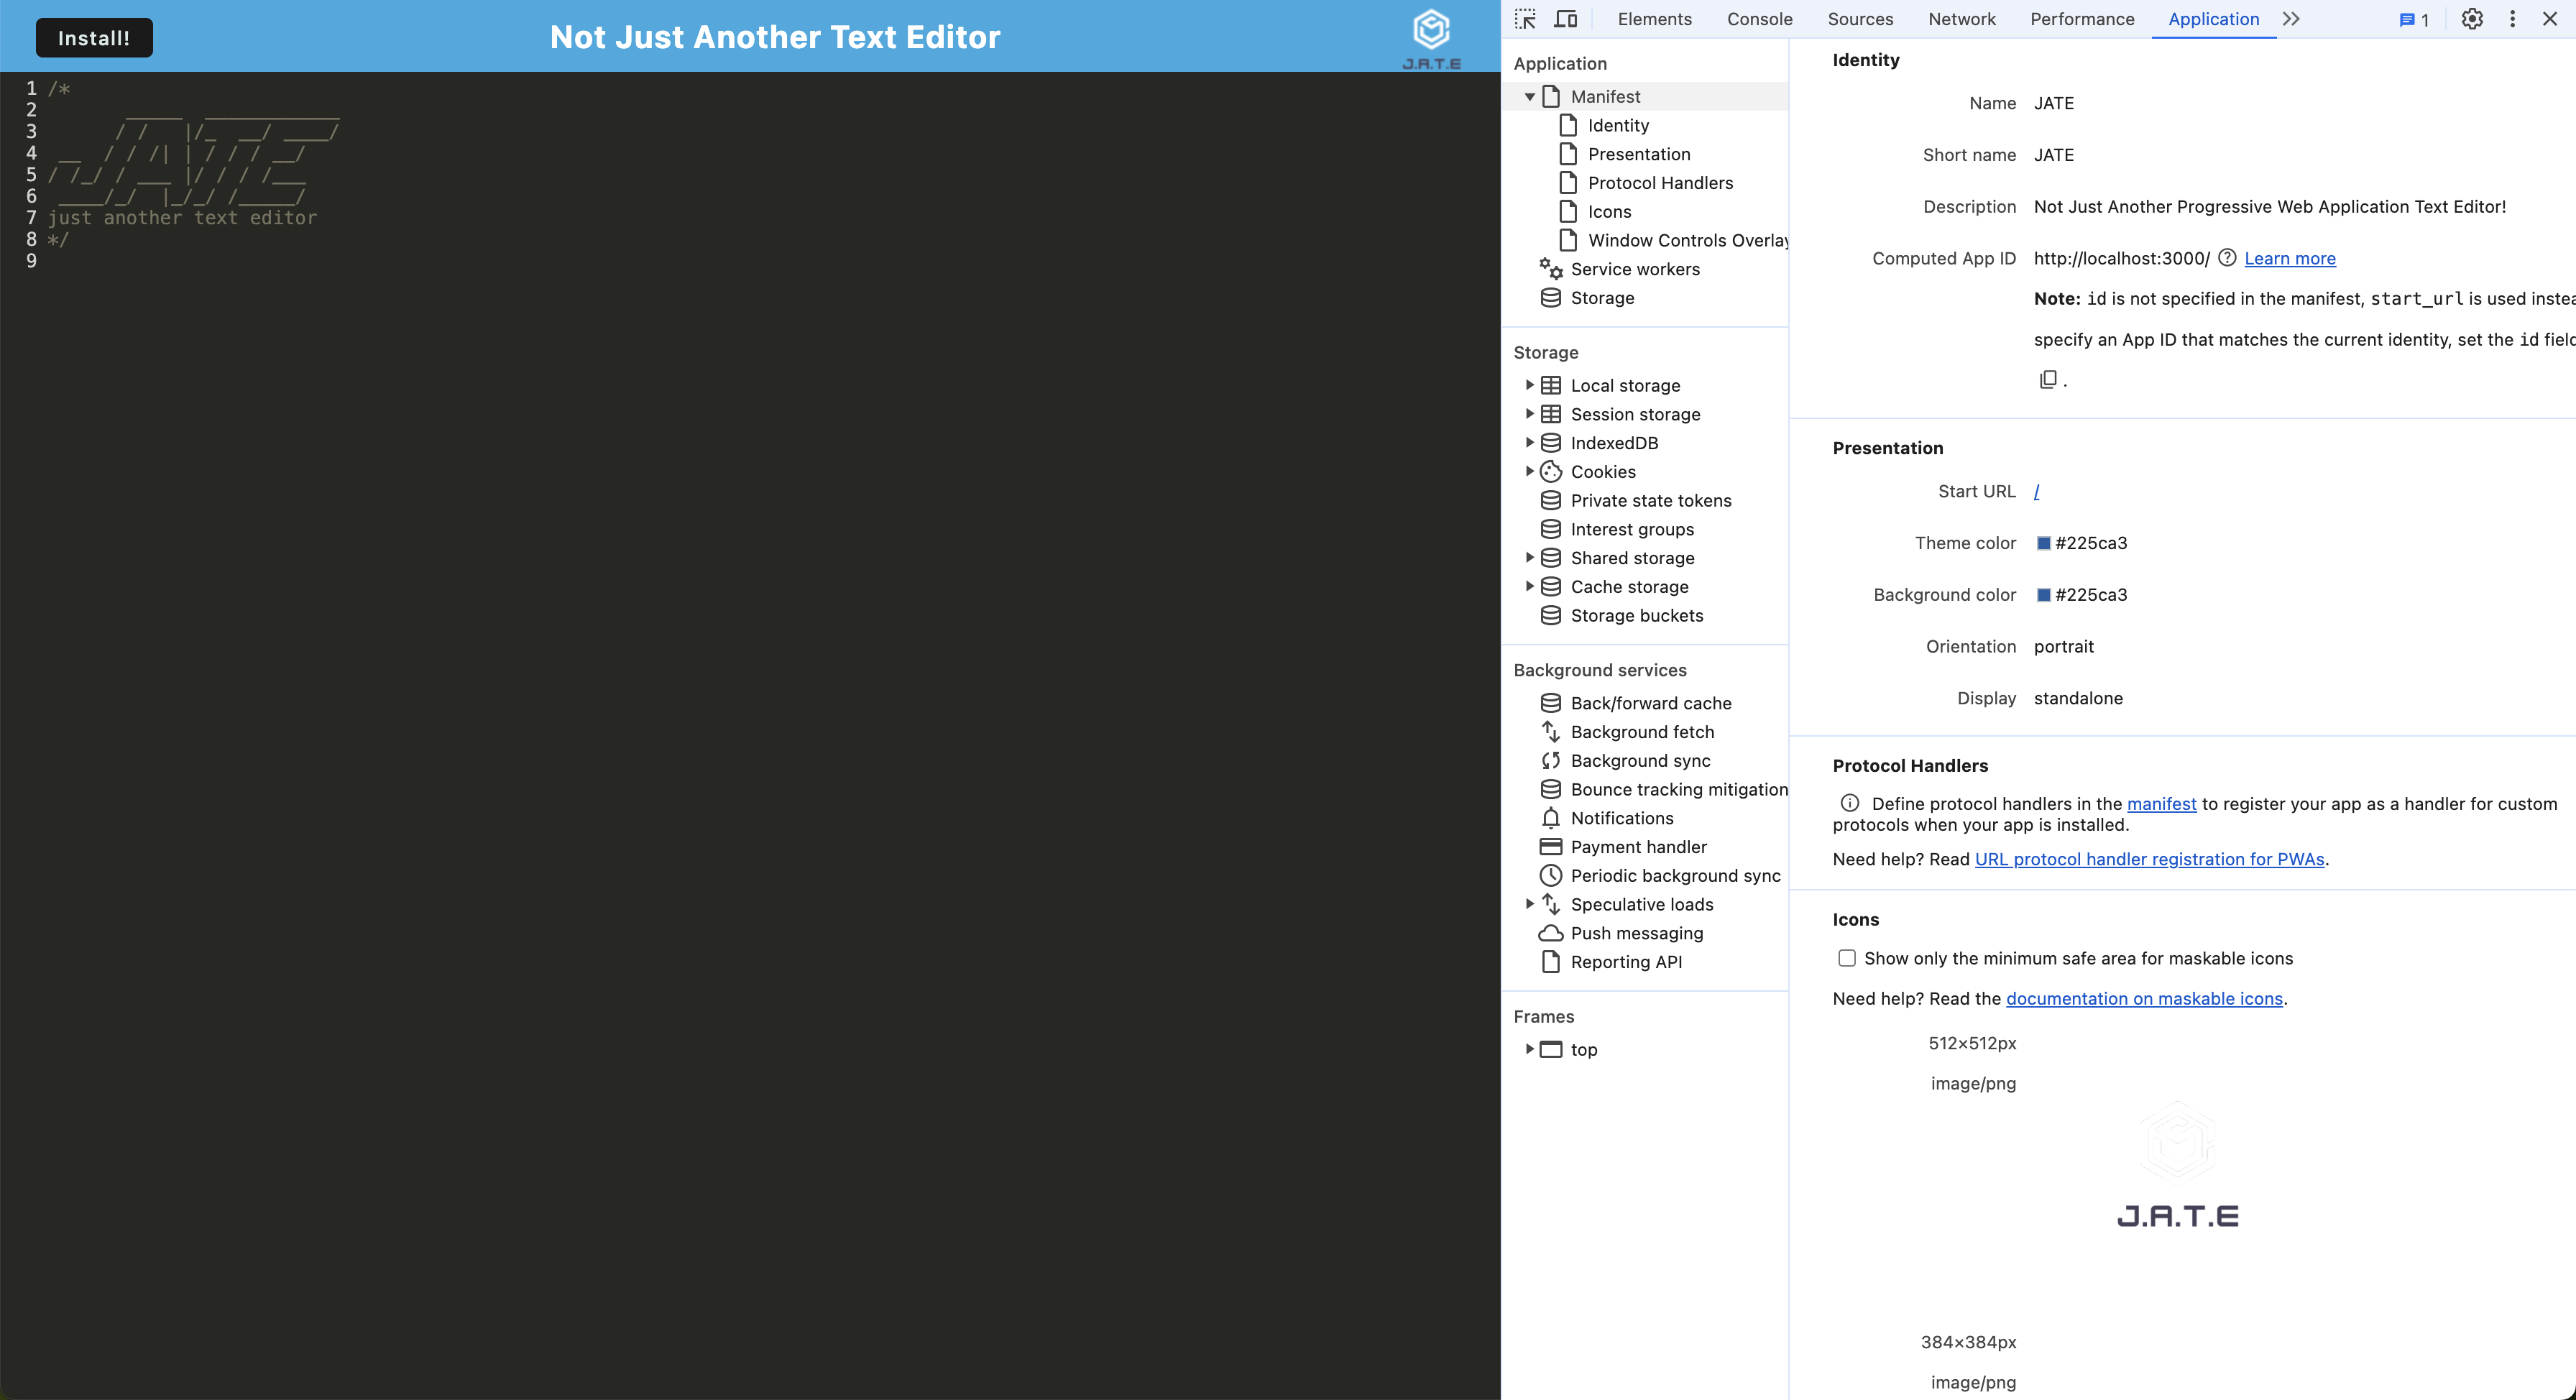 Install!
Not Just Another Text Editor
J.A.T.E
1 /*
2
3
4
5
6
7 just another text editor
8 */
9
Elements Console Sources Network Performance Application 1
Application
Manifest
Identity
Presentation
Protocol Handlers
Icons
Window Controls Overlay
Service workers
Storage
Storage
Local storage
Session storage
IndexedDB
Cookies
Private state tokens
Interest groups
Shared storage
Cache storage
Storage buckets
Background services
Back/forward cache
Background fetch
Background sync
Bounce tracking mitigation
Notifications
Payment handler
Periodic background sync
Speculative loads
Push messaging
Reporting API
Frames
top
Identity
Name JATE
Short name JATE
Description Not Just Another Progressive Web Application Text Editor!
Computed App ID http://localhost:3000/ Learn more
Note: id is not specified in the manifest, start_url is used
specify an App ID that matches the current identity, set the id
.
Presentation
Start URL /
Theme color #225ca3
Background color #225ca3
Orientation portrait
Display standalone
Protocol Handlers
Define protocol handlers in the manifest to register your app as a handler for custom
protocols when your app is installed.
Need help? Read URL protocol handler registration for PWAs.
Icons
Show only the minimum safe area for maskable icons
Need help? Read the documentation on maskable icons.
512×512px
image/png
J.A.T.E
384×384px
image/png